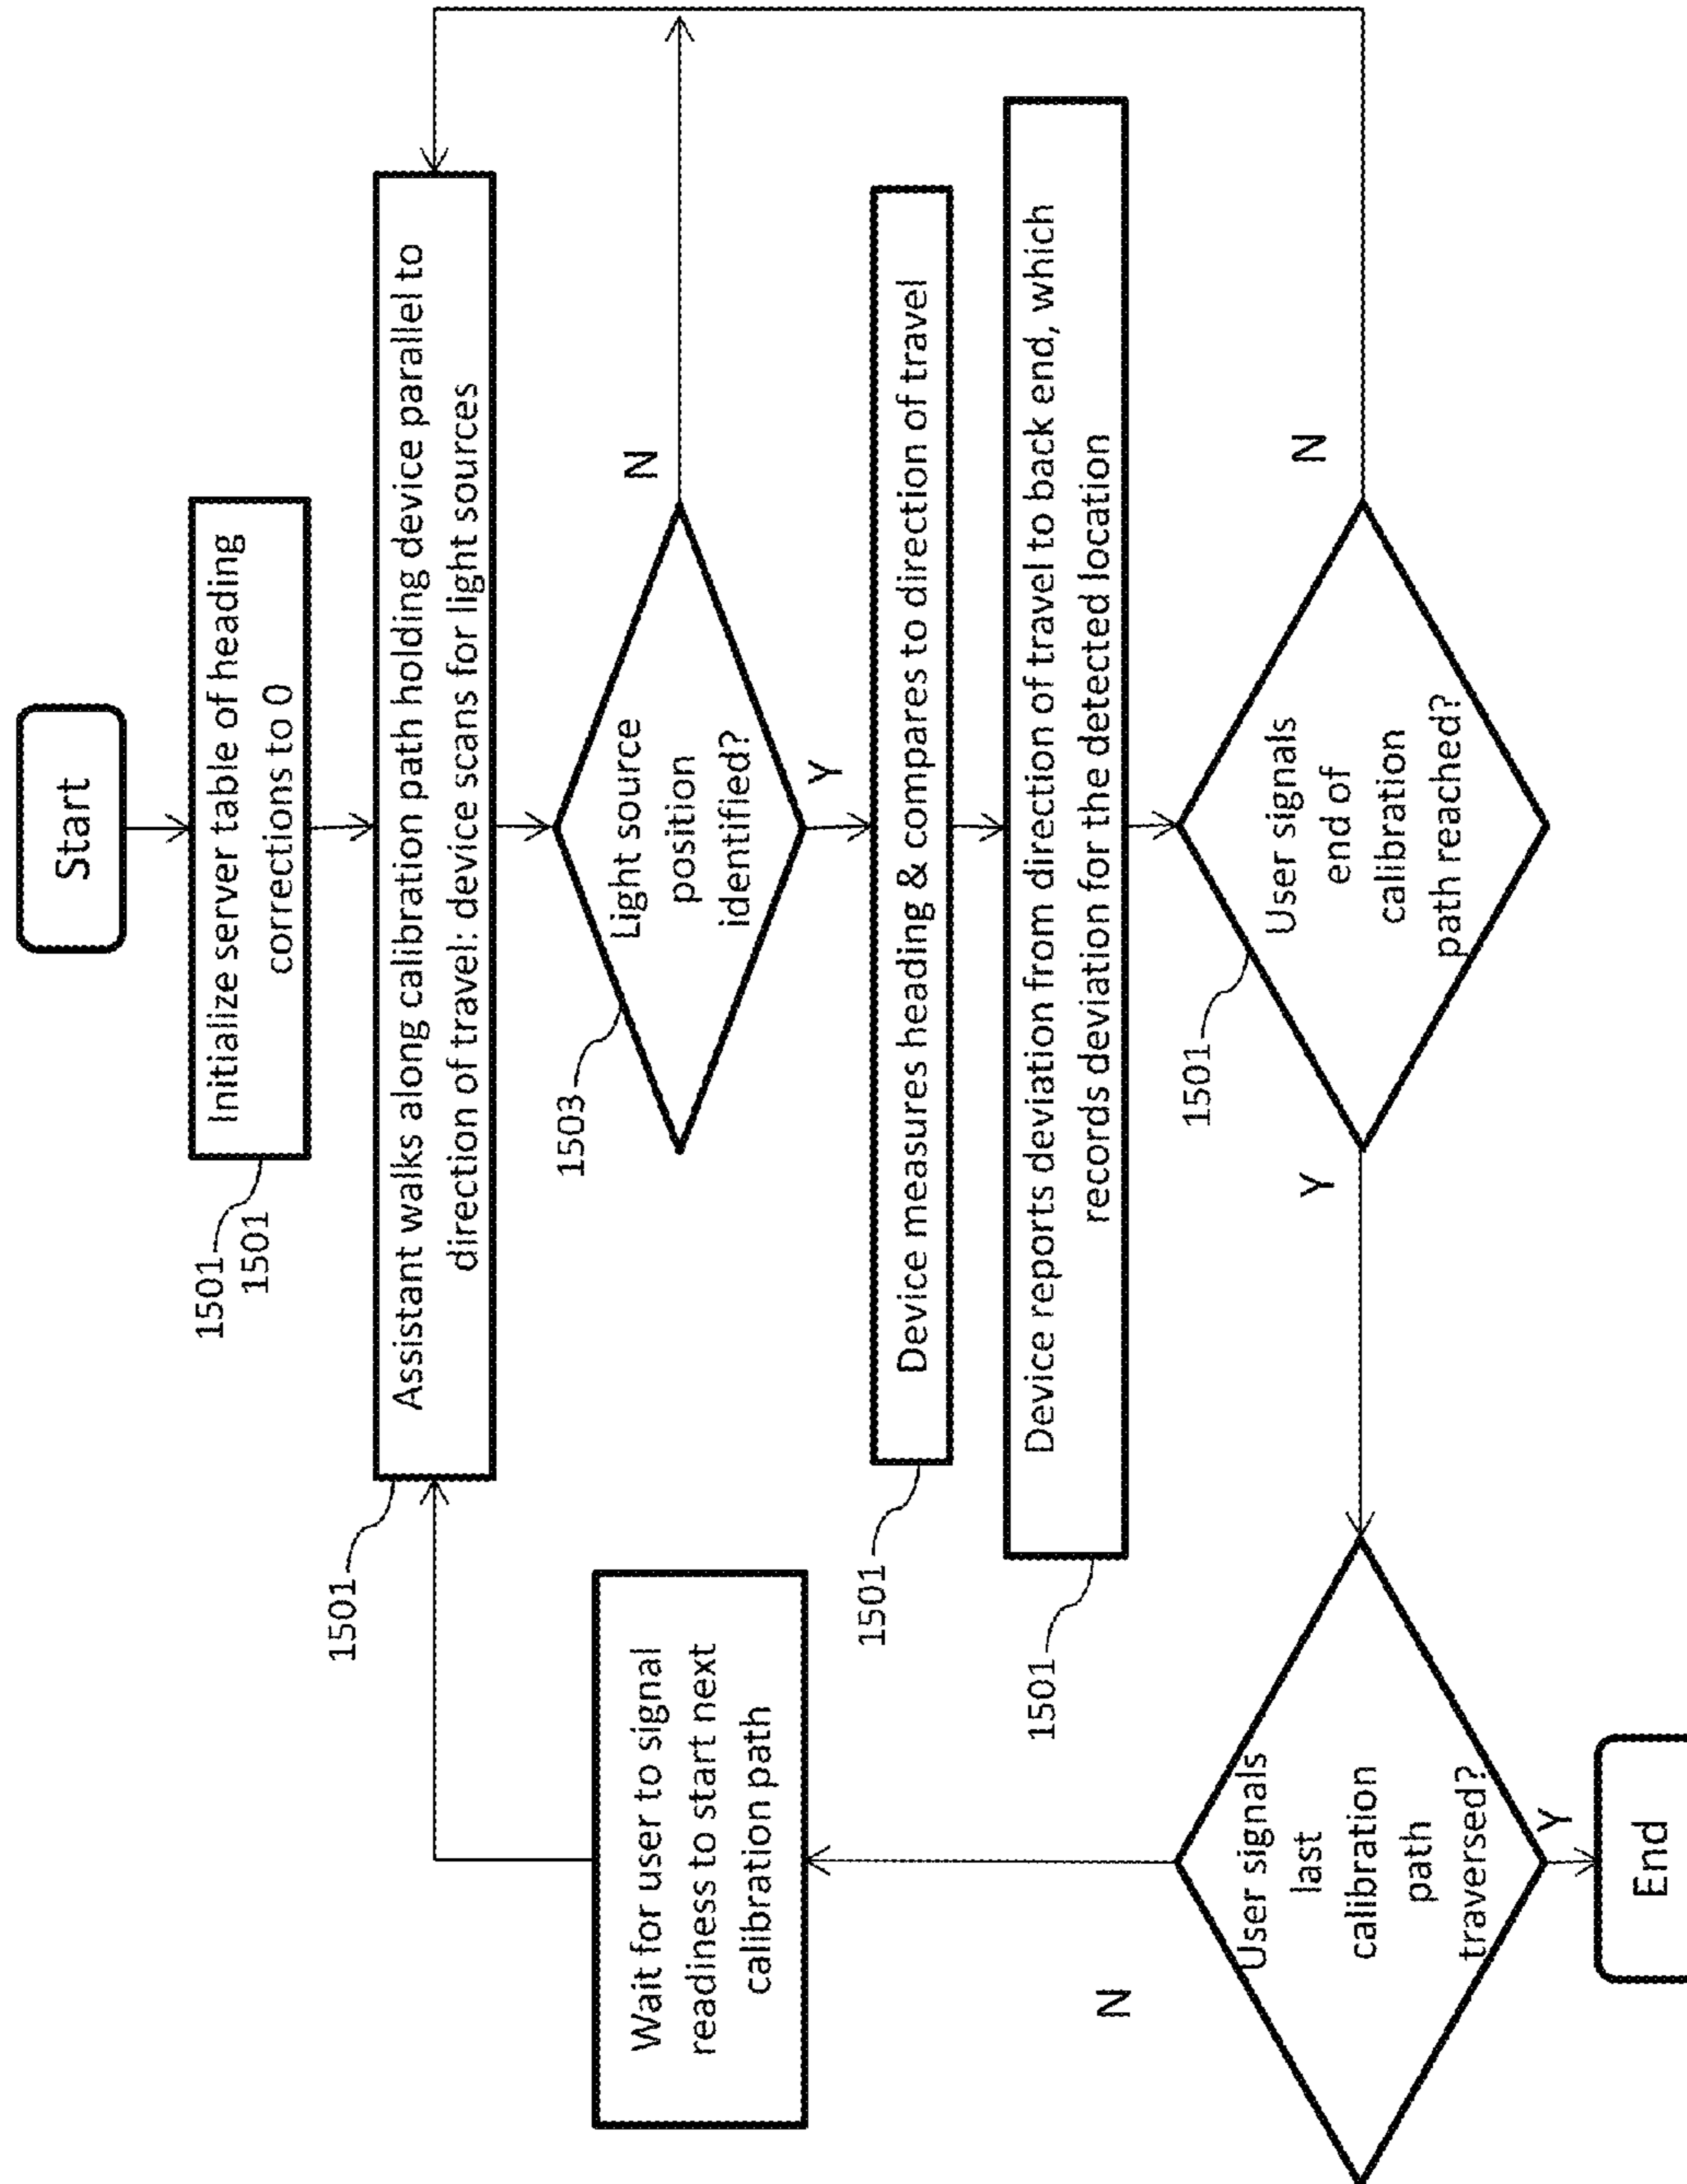 Start
Initialize server table of heading
corrections to 0
1501
1501
Assistant walks along calibration path holding device parallel to
direction of travel: device scans for light sources
1501
Light source
position
identified?
1503
N
Y
Device measures heading & compares to direction of travel
1501
Device reports deviation from direction of travel to back end, which
records deviation for the detected location
1501
User signals
end of
calibration
path reached?
1501
N
Y
Wait for user to signal
readiness to start next
calibration path
User signals
last
calibration
path
traversed?
N
Y
End